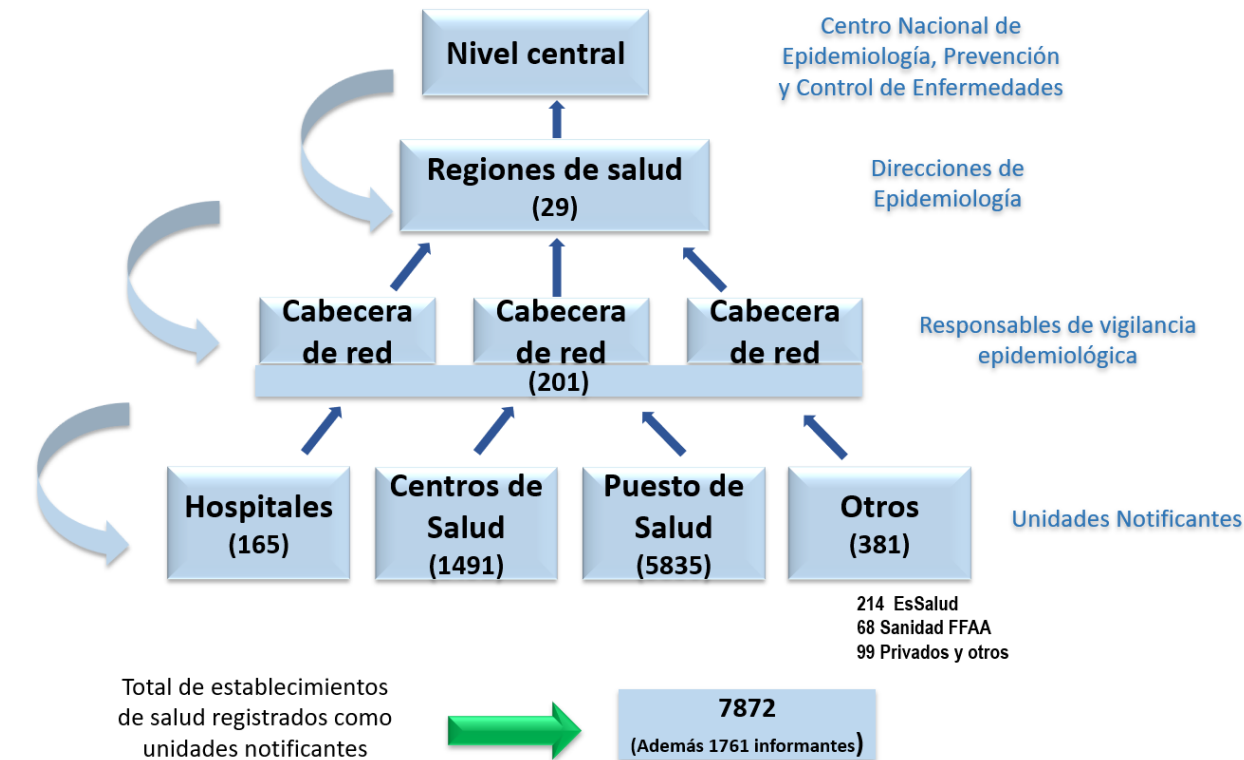 Nivel central
Centro Nacional de
Epidemiología, Prevención
y Control de Enfermedades
Regiones de salud
(29)
Direcciones de
Epidemiología
Cabecera
de red
Cabecera
de red
Cabecera
de red
(201)
Responsables de vigilancia
epidemiológica
Hospitales
(165)
Centros de
Salud
(1491)
Puesto de
Salud
(5835)
Otros
(381)
Unidades Notificantes
214 EsSalud
68 Sanidad FFAA
99 Privados y otros
Total de establecimientos
de salud registrados como
unidades notificantes
7872
(Además 1761 informantes)